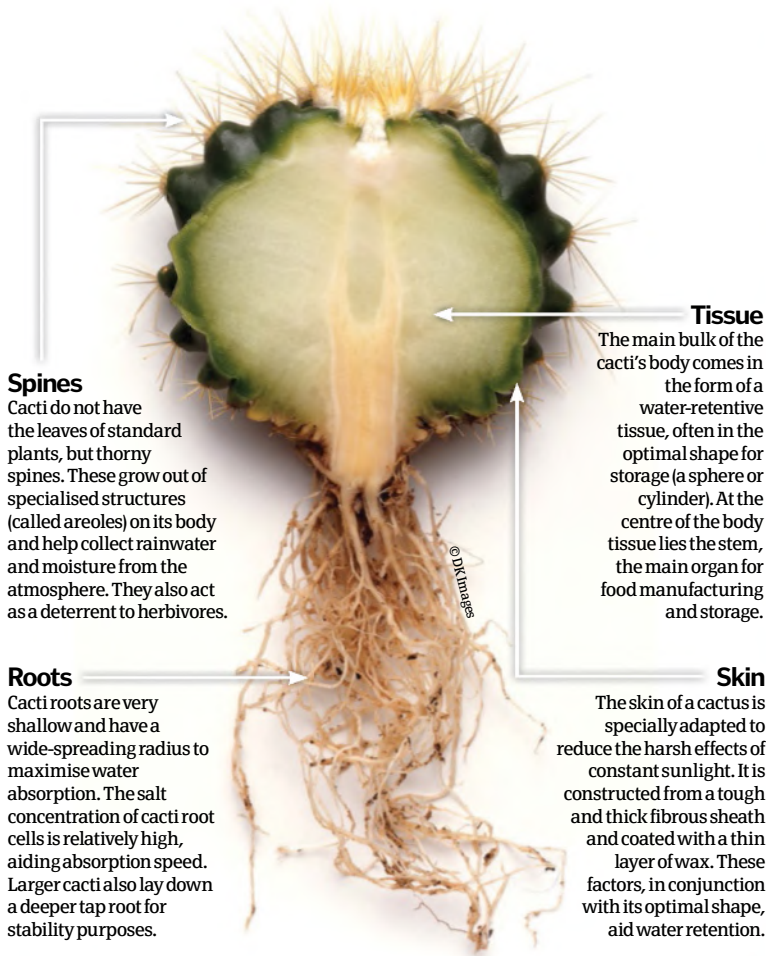 Spines
Cacti do not have
the leaves of standard
plants, but thorny
spines. These grow out of
specialised structures
(called areoles) on its body
and help collect rainwater
and moisture from the
atmosphere. They also act
as a deterrent to herbivores.
Tissue
The main bulk of the
cacti's body comes in
the form of a
water-retentive
tissue, often in the
optimal shape for
storage (a sphere or
cylinder). At the
centre of the body
tissue lies the stem,
the main organ for
food manufacturing
and storage.
© DK Images
Roots
Cacti roots are very
shallow and have a
wide-spreading radius to
maximise water
absorption. The salt
concentration of cacti root
cells is relatively high,
aiding absorption speed.
Larger cacti also lay down
a deeper tap root for
stability purposes.
Skin
The skin of a cactus is
specially adapted to
reduce the harsh effects of
constant sunlight. It is
constructed from a tough
and thick fibrous sheath
and coated with a thin
layer of wax. These
factors, in conjunction
with its optimal shape,
aid water retention.